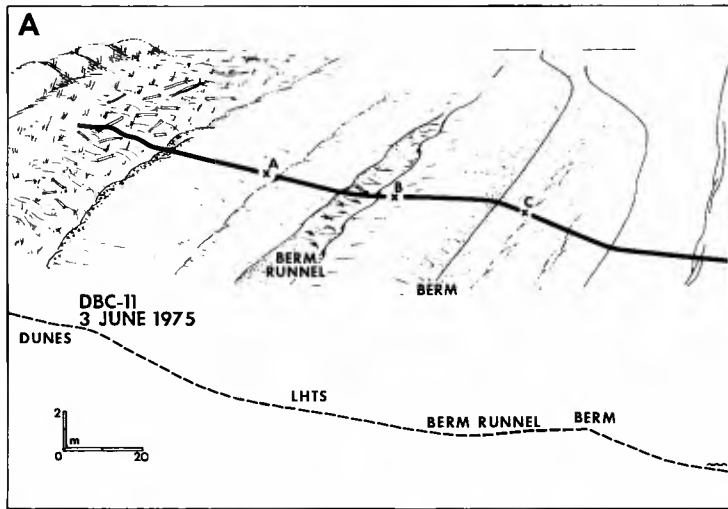 A
A
B
C
BERM
RUNNEL
BERM
DBC-11
3 JUNE 1975
DUNES
LHTS
BERM RUNNEL
BERM
2
m
0
20